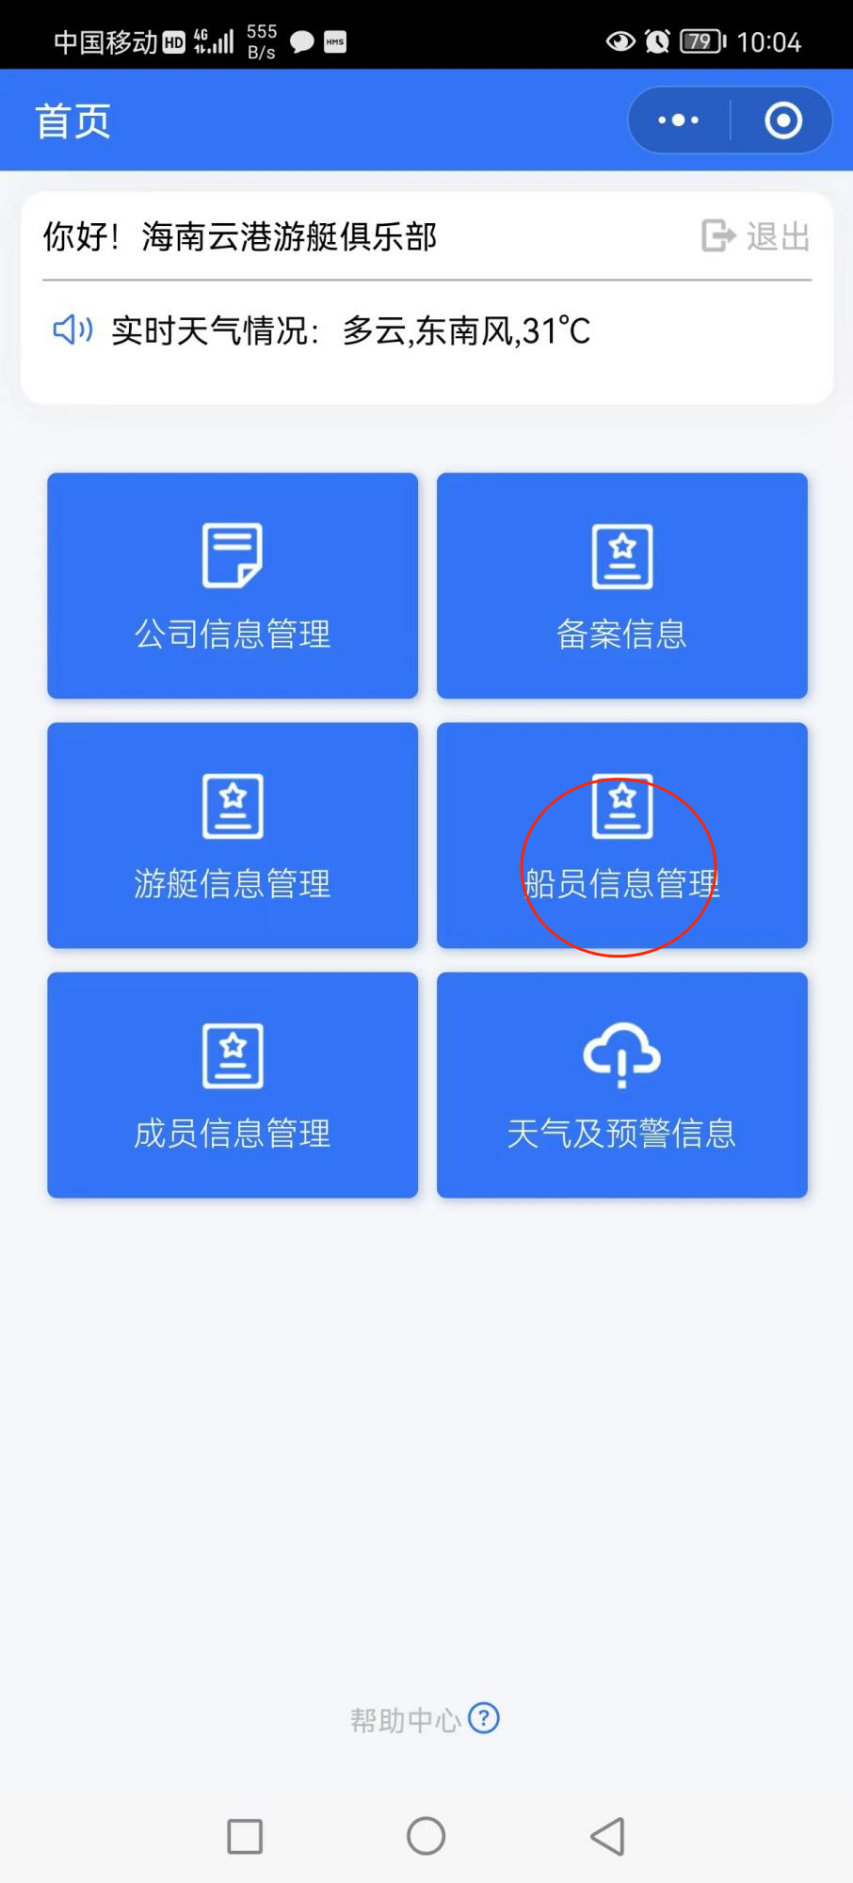 中国移动 HD 4G 555 B/s HMS 79 10:04
首页
你好！海南云港游艇俱乐部 退出
实时天气情况：多云,东南风,31℃
公司信息管理 备案信息
游艇信息管理 船员信息管理
成员信息管理 天气及预警信息
帮助中心 ?